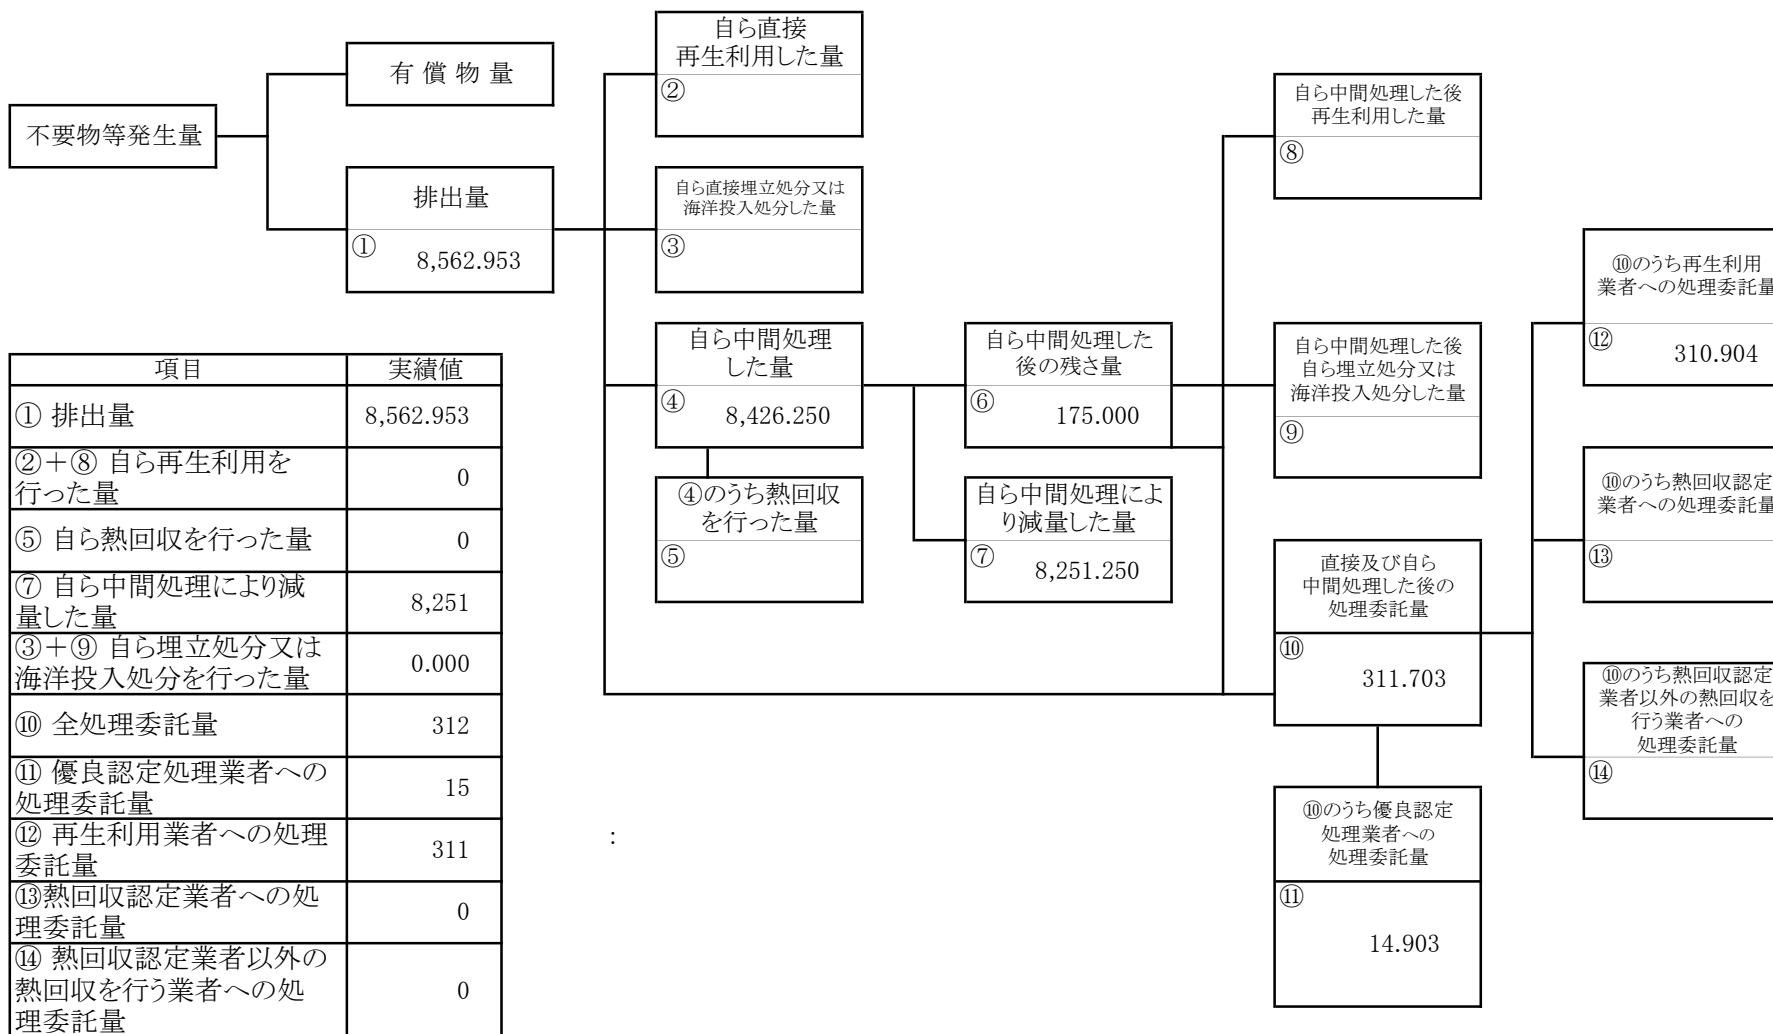 不要物等発生量
有 償 物 量
排出量
①
8,562.953
自ら直接
再生利用した量
②
自ら直接埋立処分又は
海洋投入処分した量
③
自ら中間処理
した量
④
8,426.250
④のうち熱回収
を行った量
⑤
自ら中間処理した
後の残さ量
⑥
175.000
自ら中間処理によ
り減量した量
⑦
8,251.250
自ら中間処理した後
再生利用した量
⑧
自ら中間処理した後
自ら埋立処分又は
海洋投入処分した量
⑨
直接及び自ら
中間処理した後の
処理委託量
⑩
311.703
⑩のうち優良認定
処理業者への
処理委託量
⑪
14.903
⑩のうち再生利用
業者への処理委託量
⑫
310.904
⑩のうち熱回収認定
業者への処理委託量
⑬
⑩のうち熱回収認定
業者以外の熱回収を
行う業者への
処理委託量
⑭
項目 実績値
① 排出量 8,562.953
②＋⑧ 自ら再生利用を
行った量 0
⑤ 自ら熱回収を行った量 0
⑦ 自ら中間処理により減
量した量 8,251
③＋⑨ 自ら埋立処分又は
海洋投入処分を行った量 0.000
⑩ 全処理委託量 312
⑪ 優良認定処理業者への
処理委託量 15
⑫ 再生利用業者への処理
委託量 311
⑬熱回収認定業者への処
理委託量 0
⑭ 熱回収認定業者以外の
熱回収を行う業者への処 0
理委託量
: